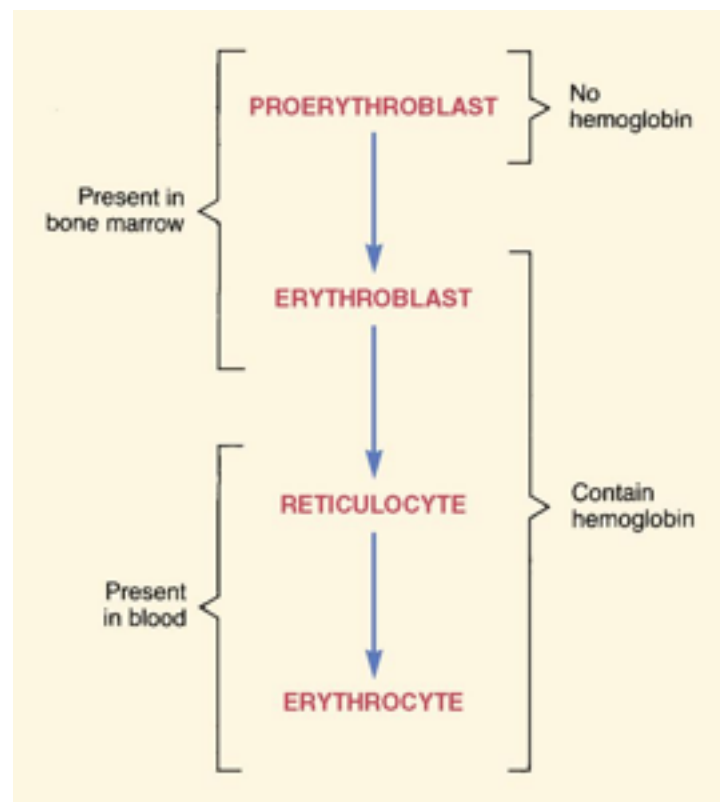 PROERYTHROBLAST
No
hemoglobin
Present in
bone marrow
ERYTHROBLAST
RETICULOCYTE
Contain
hemoglobin
Present
in blood
ERYTHROCYTE